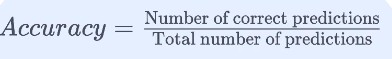 Accuracy = Number of correct predictions / Total number of predictions